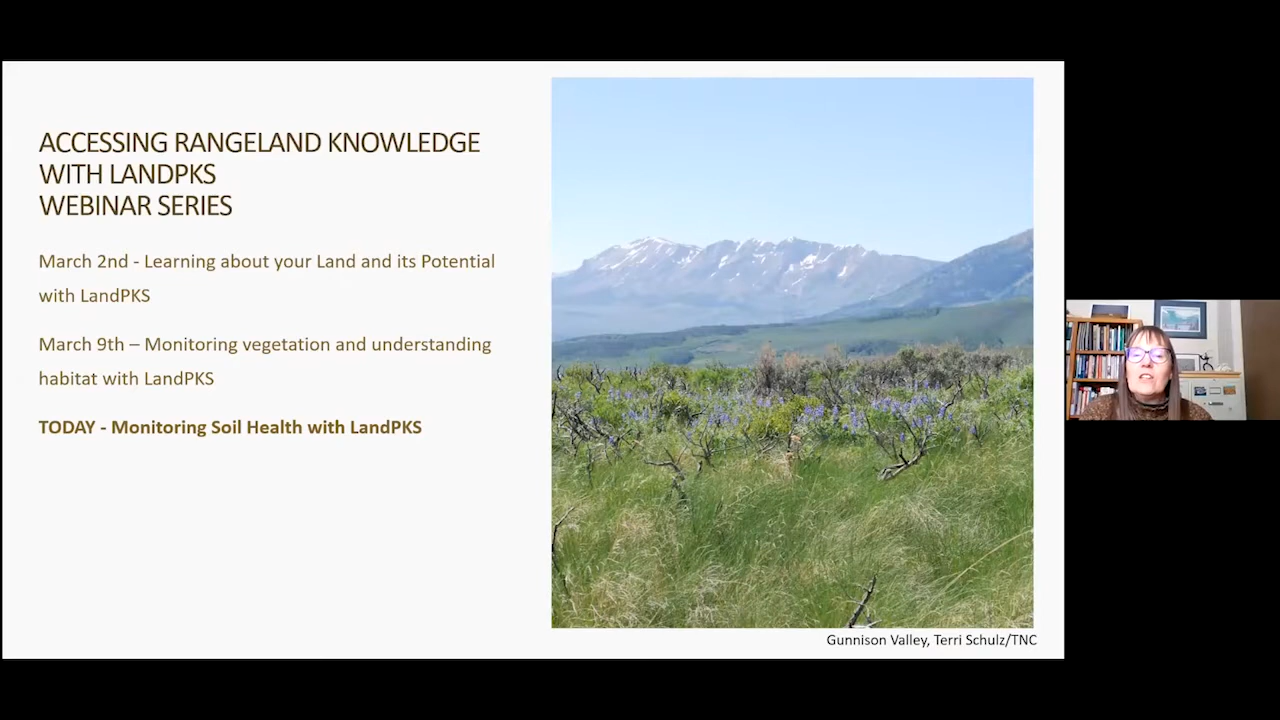 ACCESSING RANGELAND KNOWLEDGE
WITH LANDPKS
WEBINAR SERIES
March 2nd - Learning about your Land and its Potential
with LandPKS
March 9th – Monitoring vegetation and understanding
habitat with LandPKS
TODAY - Monitoring Soil Health with LandPKS
Gunnison Valley, Terri Schulz/TNC